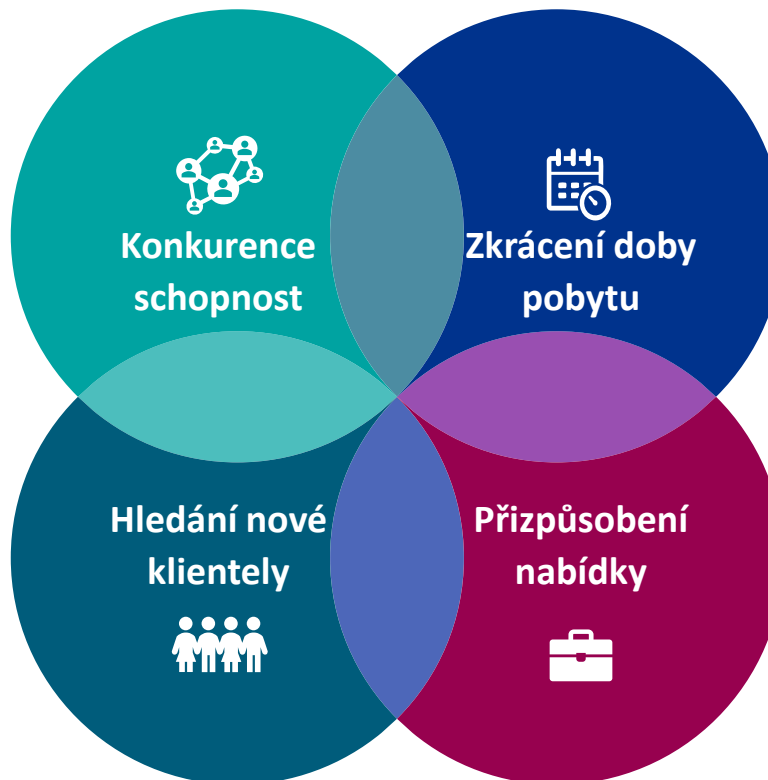 Konkurence
schopnost
Zkrácení doby
pobytu
Hledání nové
klientely
Přizpůsobení
nabídky